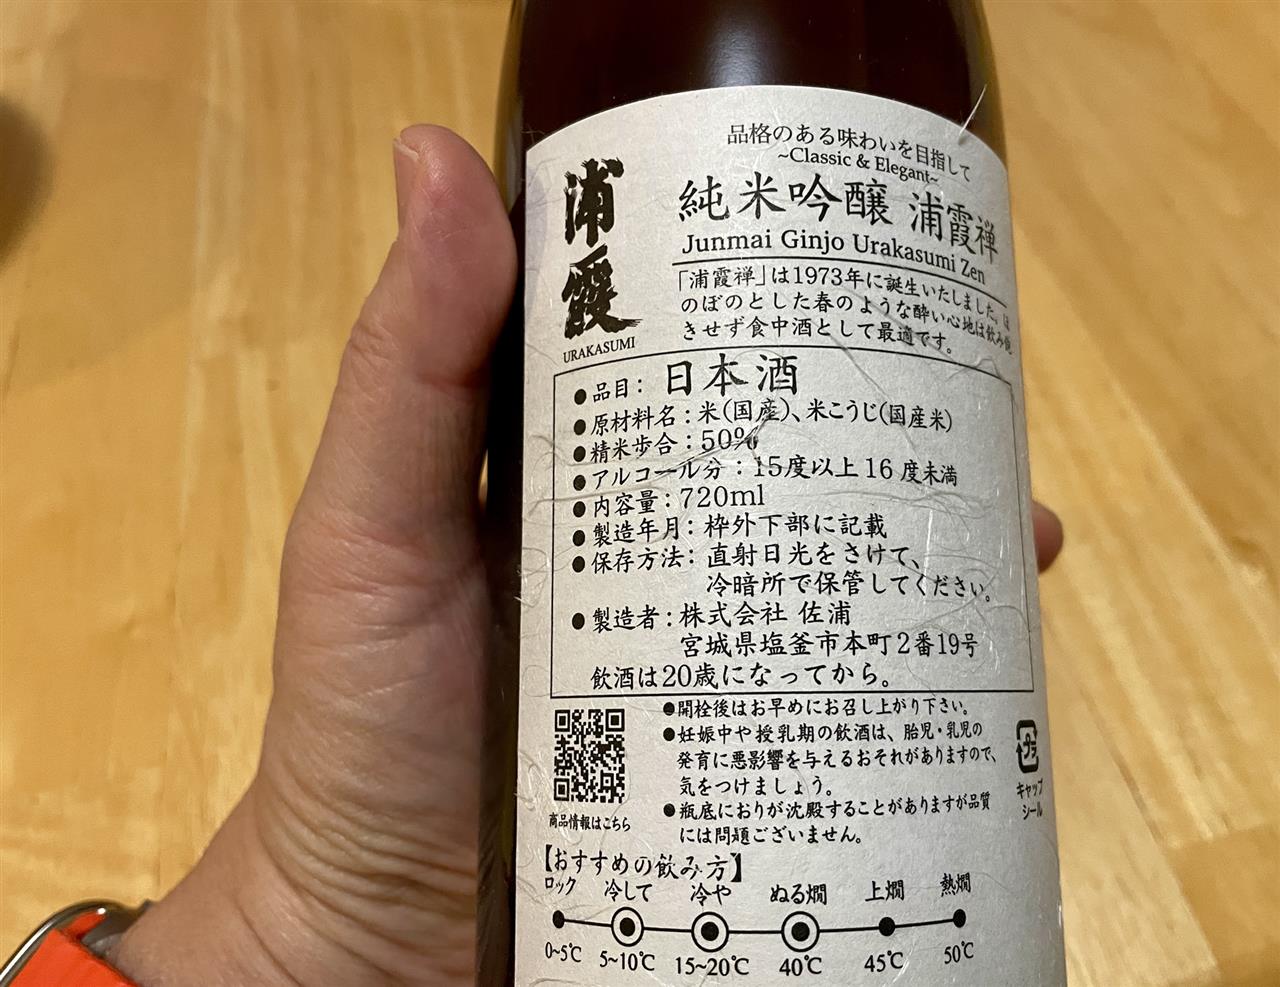 品格のある味わいを目指して
~Classic & Elegant~
浦霞
URAKASUMI
純米吟醸 浦霞禅
Junmai Ginjo Urakasumi Zen
「浦霞禅」は1973年に誕生いたしました。ほ
のぼのとした春のような酔い心地は飲み飽
きせず食中酒として最適です。
●品目：日本酒
●原材料名：米(国産)、米こうじ(国産米)
●精米歩合：50%
●アルコール分：15度以上16度未満
●内容量：720ml
●製造年月：枠外下部に記載
●保存方法：直射日光をさけて、
冷暗所で保管してください。
●製造者：株式会社 佐浦
宮城県塩釜市本町2番19号
飲酒は20歳になってから。
商品情報はこちら
●開栓後はお早めにお召し上がり下さい。
●妊娠中や授乳期の飲酒は、胎児・乳児の
発育に悪影響を与えるおそれがありますので、
気をつけましょう。
●瓶底におりが沈殿することがありますが品質
には問題ございません。
プラ
キャップ
シール
【おすすめの飲み方】
ロック 冷して 冷や ぬる燗 上燗 熱燗
0~5℃ 5~10℃ 15~20℃ 40℃ 45℃ 50℃